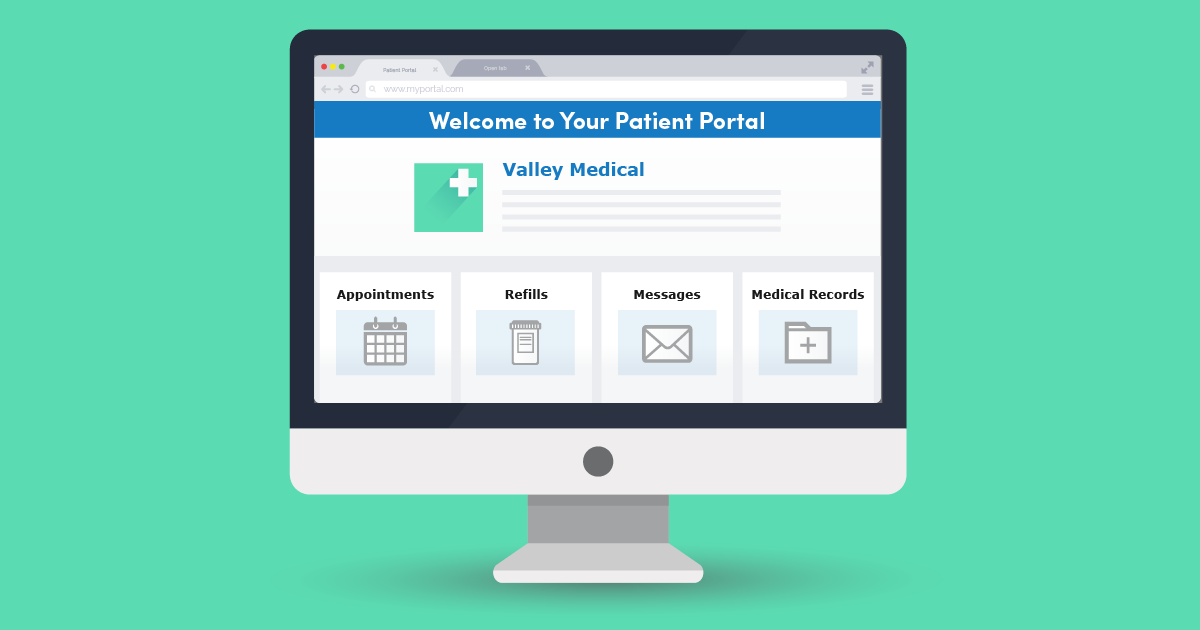 Patient Portal
Open tab
www.myportal.com
Welcome to Your Patient Portal
Valley Medical
Appointments
Refills
Messages
Medical Records